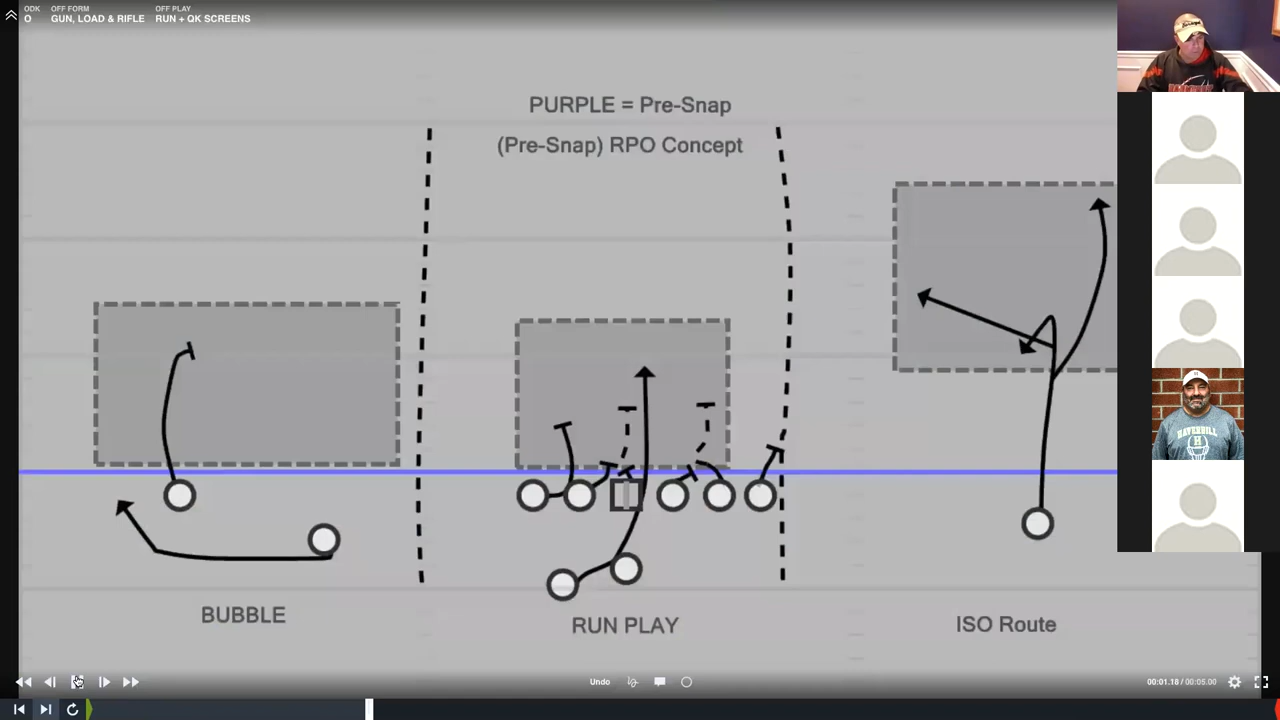 ODK OFF FORM OFF PLAY
O GUN, LOAD & RIFLE RUN + QK SCREENS
PURPLE = Pre-Snap
(Pre-Snap) RPO Concept
BUBBLE
RUN PLAY
ISO Route
Undo
00:01.18 / 00:05.00
HAVERHILL
H